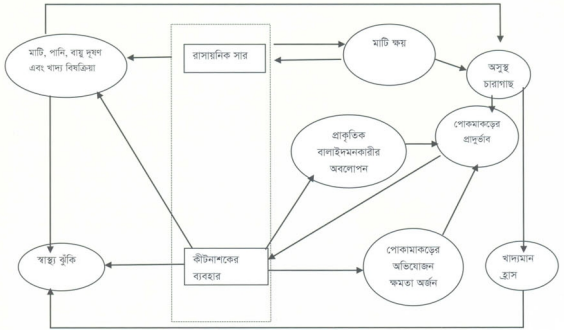 মাটি, পানি, বায়ু দূষণ
এবং খাদ্য বিষক্রিয়া
রাসায়নিক সার
মাটি ক্ষয়
অসুস্থ
চারাগাছ
প্রাকৃতিক
বালাইদমনকারীর
অবলোপন
পোকমাকড়ের
প্রাদুর্ভাব
স্বাস্থ্য ঝুঁকি
কীটনাশকের
ব্যবহার
পোকামাকড়ের
অভিযোজন
ক্ষমতা অর্জন
খাদ্যমান
হ্রাস